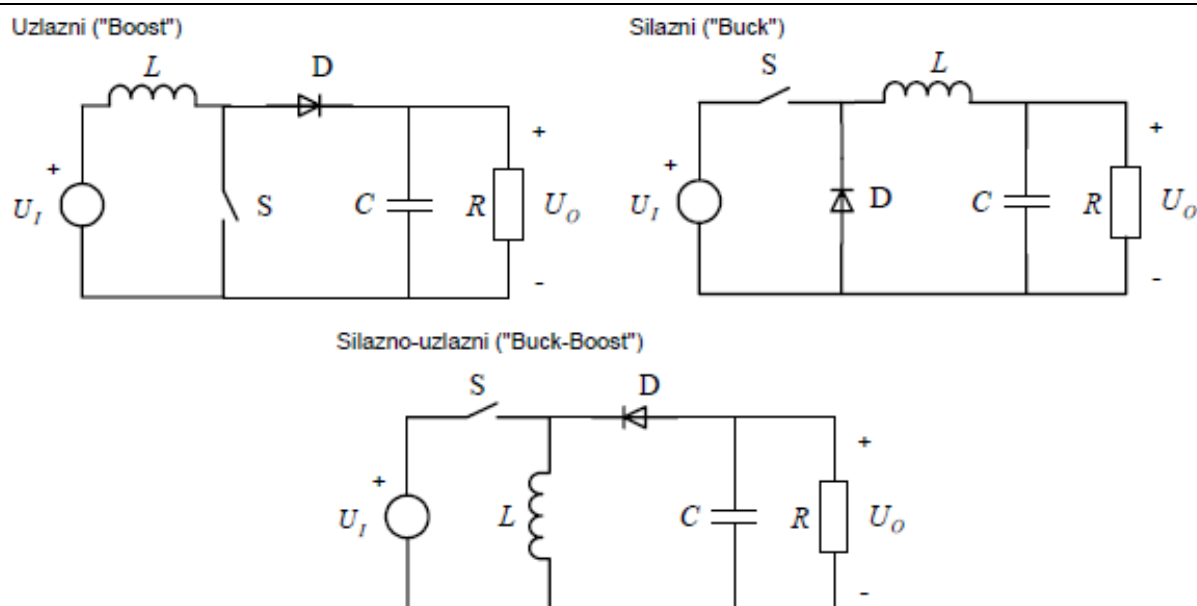 Uzlazni ("Boost")
L
D
+
U_I
S
C
R
+
U_O
-
Silazni ("Buck")
S
L
+
U_I
D
C
R
+
U_O
-
Silazno-uzlazni ("Buck-Boost")
S
D
+
U_I
L
C
R
+
U_O
-